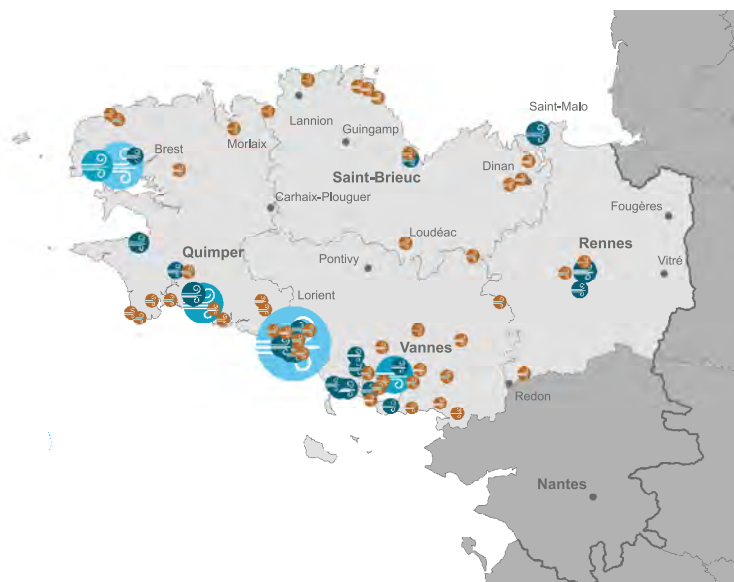 Saint-Malo
Lannion
Guingamp
Morlaix
Brest
Saint-Brieuc
Dinan
Carhaix-Plouguer
Fougères
Loudéac
Quimper
Pontivy
Rennes
Vitré
Lorient
Vannes
Redon
Nantes